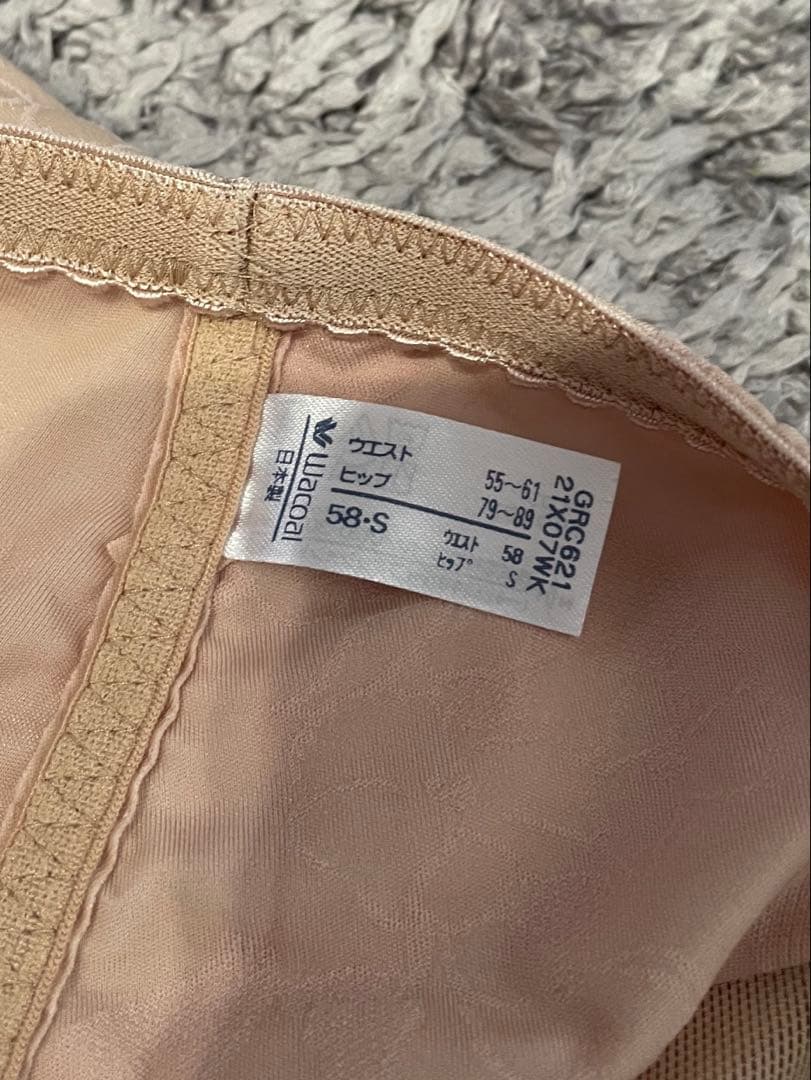 Wacoal
日本製
ウエスト 55~61
ヒップ 79~89
58・S
ウエスト 58
ヒップ S
GRC621
21X07WK